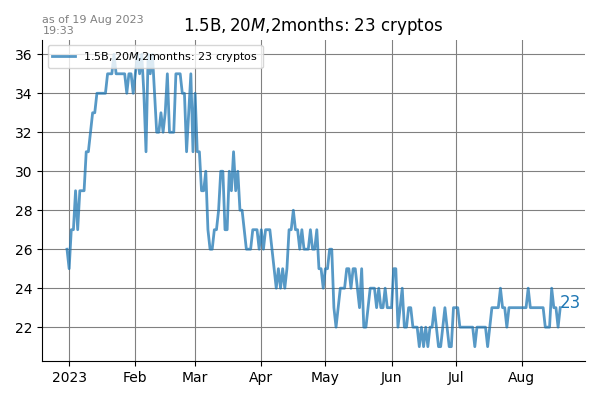 as of 19 Aug 2023
19:33
1.5B, 20M,2months: 23 cryptos
1.5B, 20M,2months: 23 cryptos
36
34
32
30
28
26
24
22
23
2023 Feb Mar Apr May Jun Jul Aug